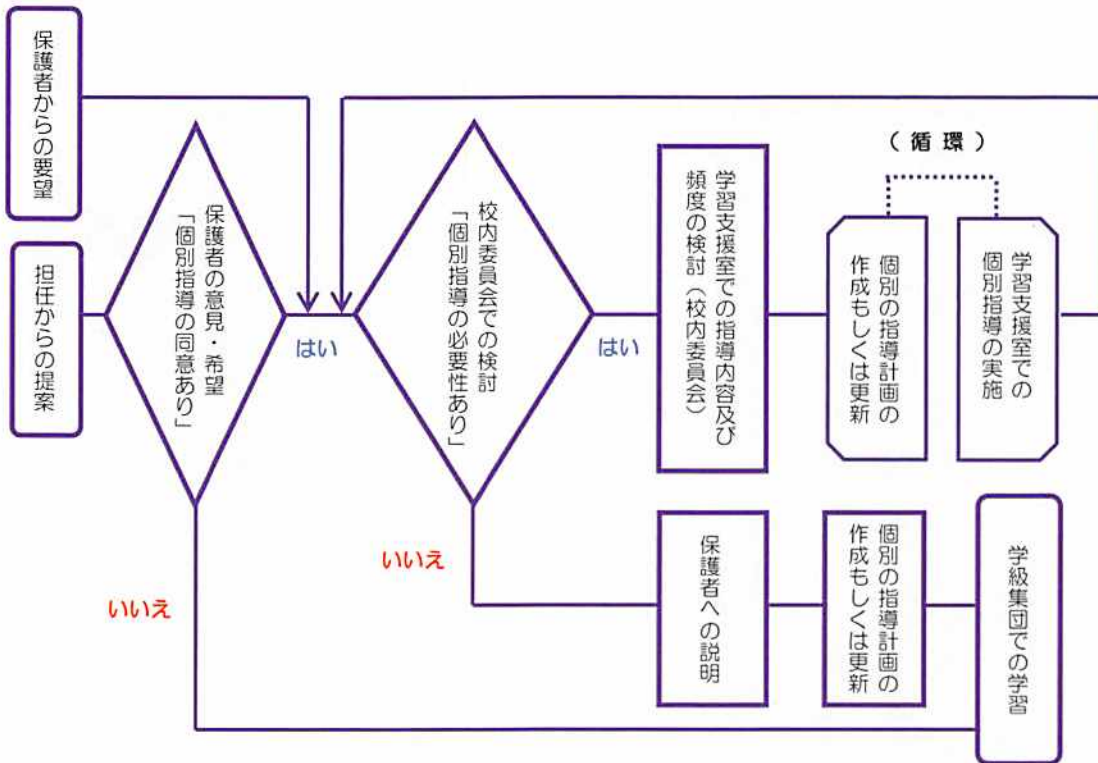 保護者からの要望
担任からの提案
保護者の意見・希望
「個別指導の同意あり」
はい
いいえ
校内委員会での検討
「個別指導の必要性あり」
はい
いいえ
学習支援室での指導内容及び
頻度の検討（校内委員会）
（循環）
個別の指導計画の
作成もしくは更新
学習支援室での
個別指導の実施
保護者への説明
個別の指導計画の
作成もしくは更新
学級集団での学習